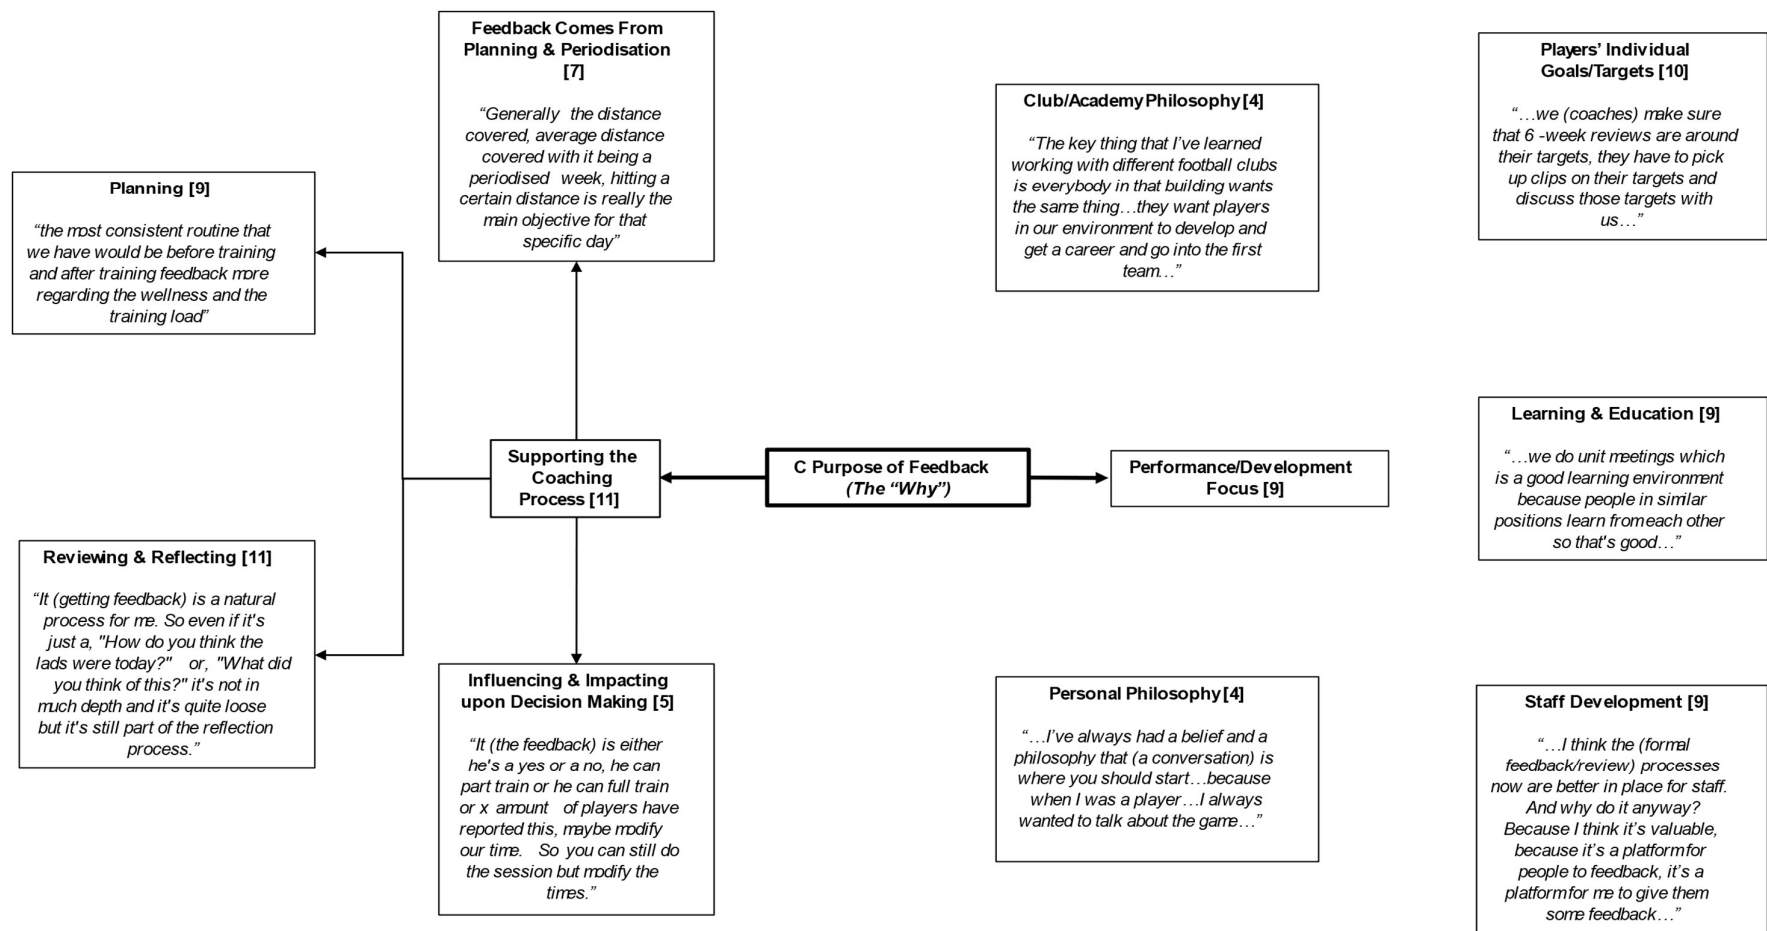 Feedback Comes From
Planning & Periodisation
[7]
“Generally the distance
covered, average distance
covered with it being a
periodised week, hitting a
certain distance is really the
main objective for that
specific day”
Players’ Individual
Goals/Targets [10]
“…we (coaches) make sure
that 6 -week reviews are around
their targets, they have to pick
up clips on their targets and
discuss those targets with
us…”
Club/Academy Philosophy [4]
“The key thing that I’ve learned
working with different football clubs
is everybody in that building wants
the same thing…they want players
in our environment to develop and
get a career and go into the first
team…”
Planning [9]
“the most consistent routine that
we have would be before training
and after training feedback more
regarding the wellness and the
training load”
Learning & Education [9]
“…we do unit meetings which
is a good learning environment
because people in similar
positions learn from each other
so that's good…”
Supporting the
Coaching
Process [11]
C Purpose of Feedback
(The “Why”)
Performance/Development
Focus [9]
Reviewing & Reflecting [11]
“It (getting feedback) is a natural
process for me. So even if it's
just a, "How do you think the
lads were today?" or, "What did
you think of this?" it's not in
much depth and it's quite loose
but it's still part of the reflection
process.”
Influencing & Impacting
upon Decision Making [5]
“It (the feedback) is either
he's a yes or a no, he can
part train or he can full train
or x amount of players have
reported this, maybe modify
our time. So you can still do
the session but modify the
times.”
Personal Philosophy [4]
“…I’ve always had a belief and a
philosophy that (a conversation) is
where you should start…because
when I was a player…I always
wanted to talk about the game…”
Staff Development [9]
“…I think the (formal
feedback/review) processes
now are better in place for staff.
And why do it anyway?
Because I think it’s valuable,
because it’s a platform for
people to feedback, it’s a
platform for me to give them
some feedback…”